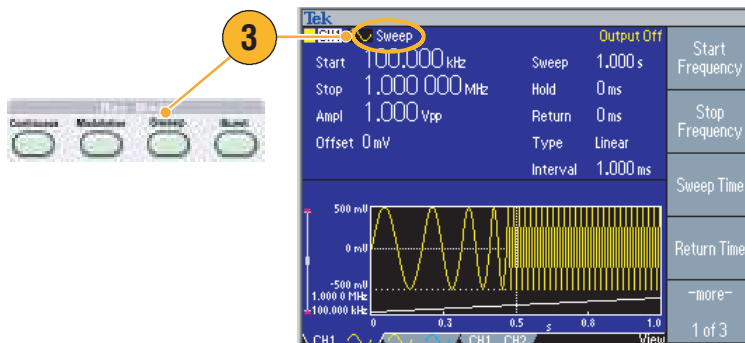 Tek
3
CH1 Sweep Output Off
Start 100.000 kHz Sweep 1.000 s
Stop 1.000 000 MHz Hold 0 ms
Ampl 1.000 Vpp Return 0 ms
Offset 0 mV Type Linear
Interval 1.000 ms
Start Frequency
Stop Frequency
Sweep Time
Return Time
-more-
1 of 3
Continuous Modulation Sweep Burst
500 mV
0 mV
-500 mV
1.000 0 MHz
100.000 kHz
0 0.3 0.5 s 0.8 1.0
CH1 CH1 CH2 View